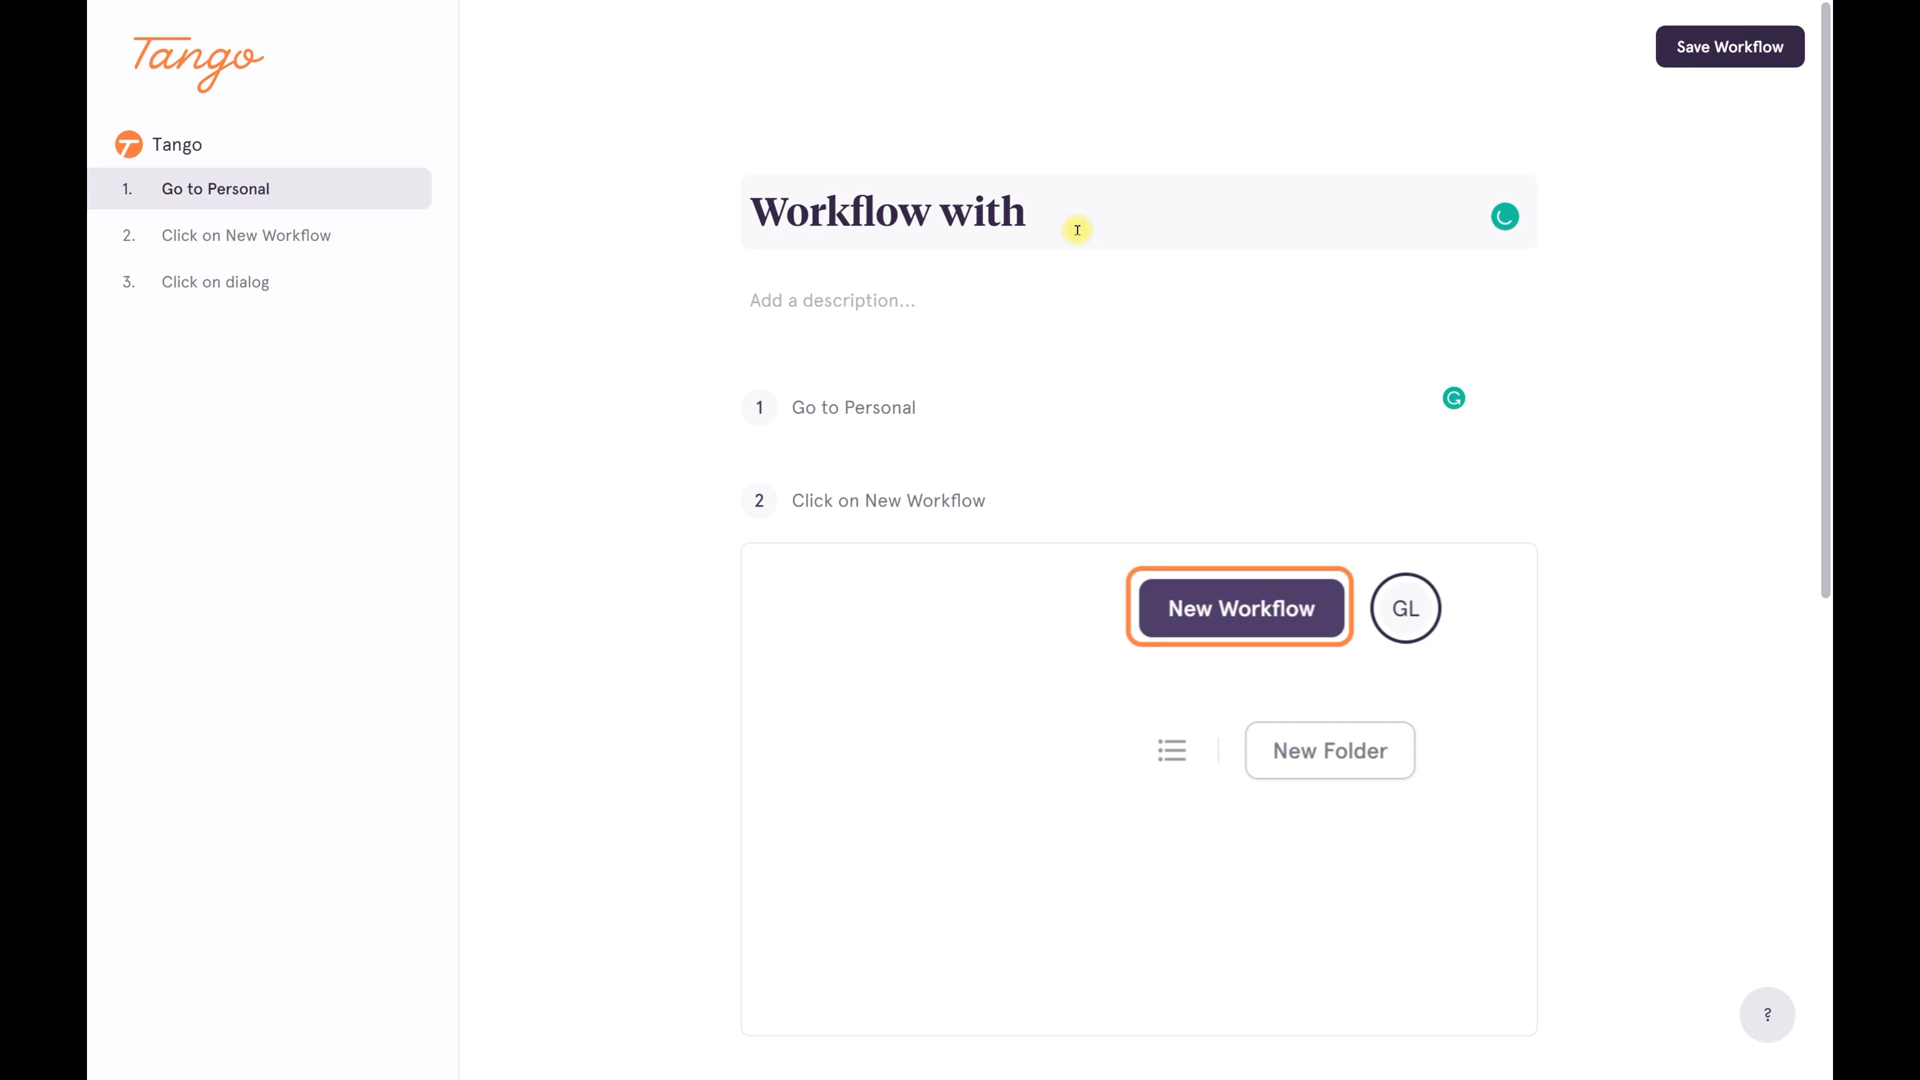 Tango
Save Workflow
Tango
1. Go to Personal
2. Click on New Workflow
3. Click on dialog
Workflow with
Add a description...
1 Go to Personal
2 Click on New Workflow
New Workflow
GL
New Folder
?